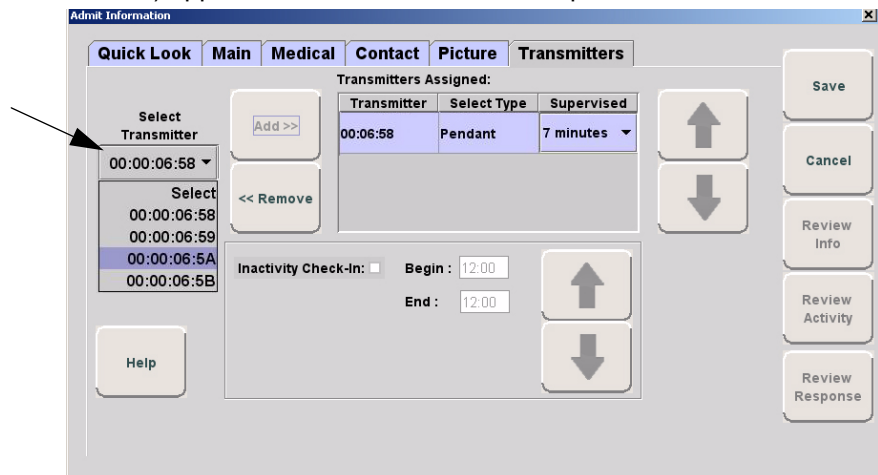 Admit Information
Quick Look Main Medical Contact Picture Transmitters
Transmitters Assigned:
Transmitter Select Type Supervised
00:06:58 Pendant 7 minutes
Select
Transmitter
00:00:06:58
Select
00:00:06:58
00:00:06:59
00:00:06:5A
00:00:06:5B
Add >>
<< Remove
Inactivity Check-In: Begin : 12:00
End : 12:00
Help
Save
Cancel
Review
Info
Review
Activity
Review
Response